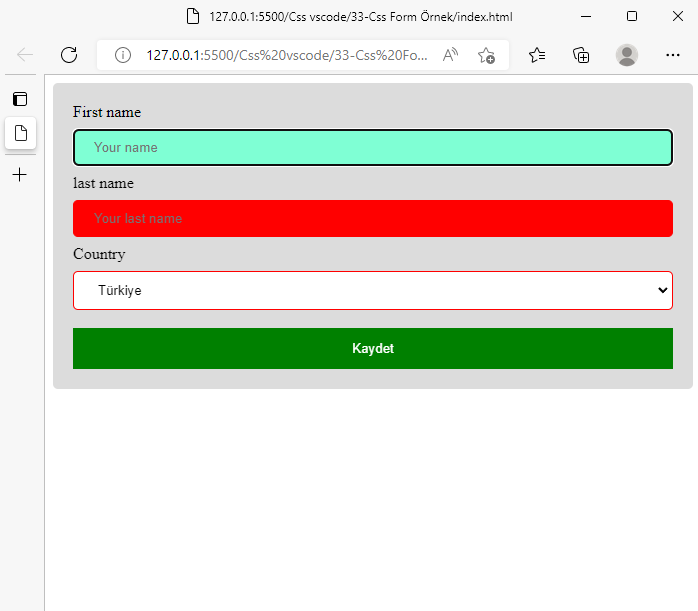 127.0.0.1:5500/Css vscode/33-Css Form Örnek/index.html
127.0.0.1:5500/Css%20vscode/33-Css%20Fo...
First name
Your name
last name
Your last name
Country
Türkiye
Kaydet